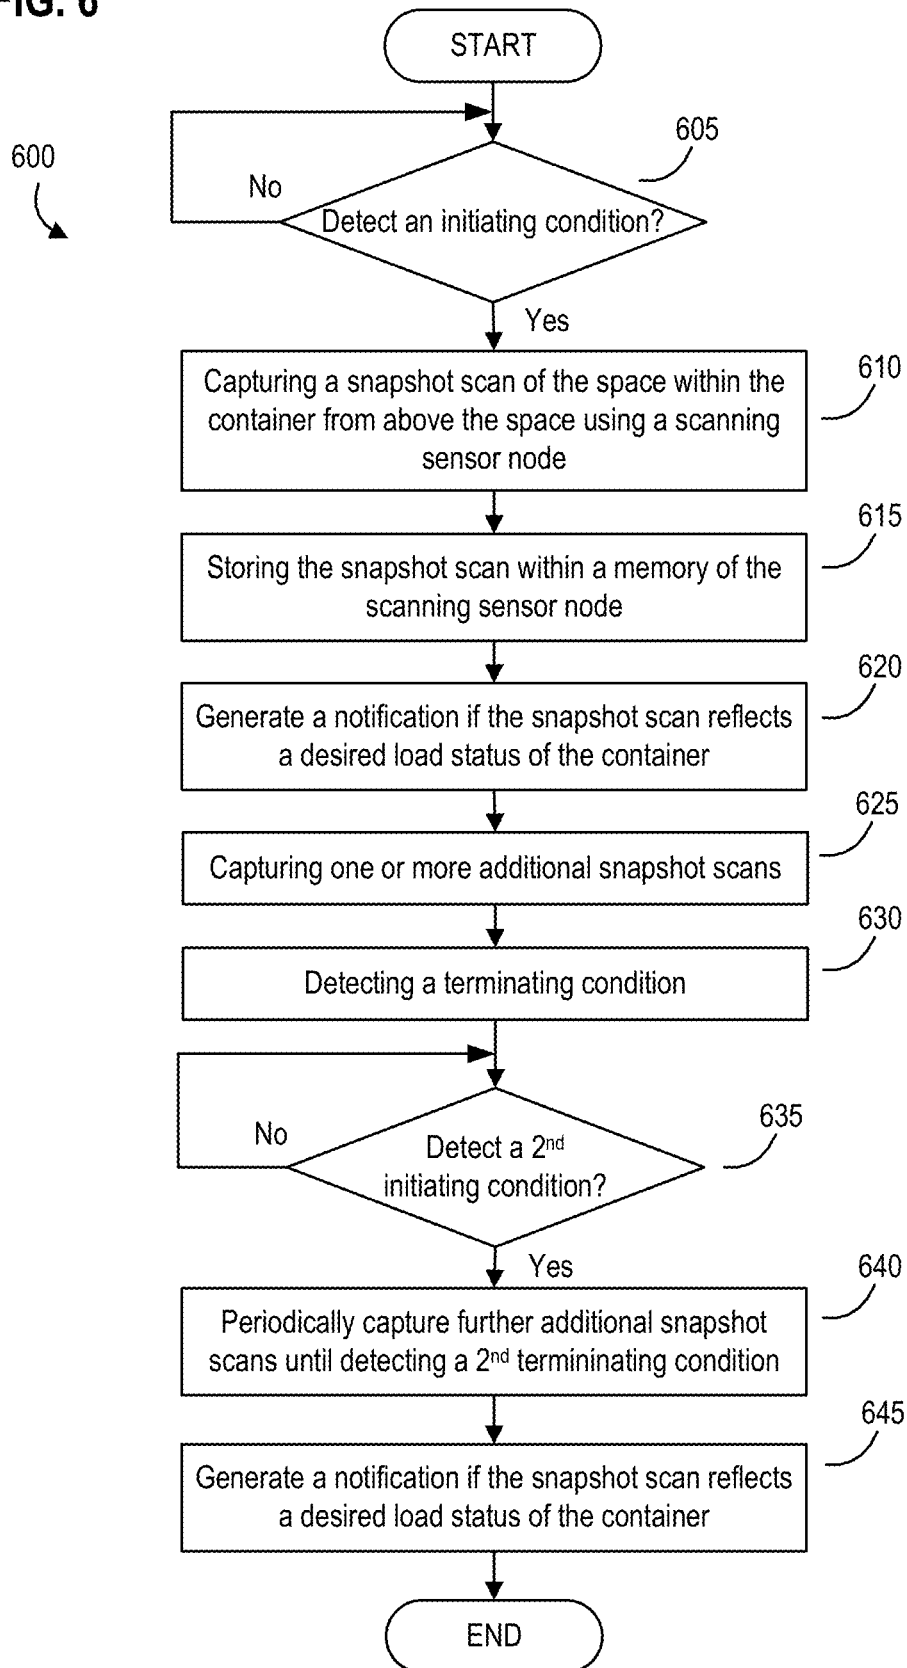 FIG. 6
START
600
605
No
Detect an initiating condition?
Yes
610
Capturing a snapshot scan of the space within the
container from above the space using a scanning
sensor node
615
Storing the snapshot scan within a memory of the
scanning sensor node
620
Generate a notification if the snapshot scan reflects
a desired load status of the container
625
Capturing one or more additional snapshot scans
630
Detecting a terminating condition
635
No
Detect a 2nd
initiating condition?
Yes
640
Periodically capture further additional snapshot
scans until detecting a 2nd termininating condition
645
Generate a notification if the snapshot scan reflects
a desired load status of the container
END